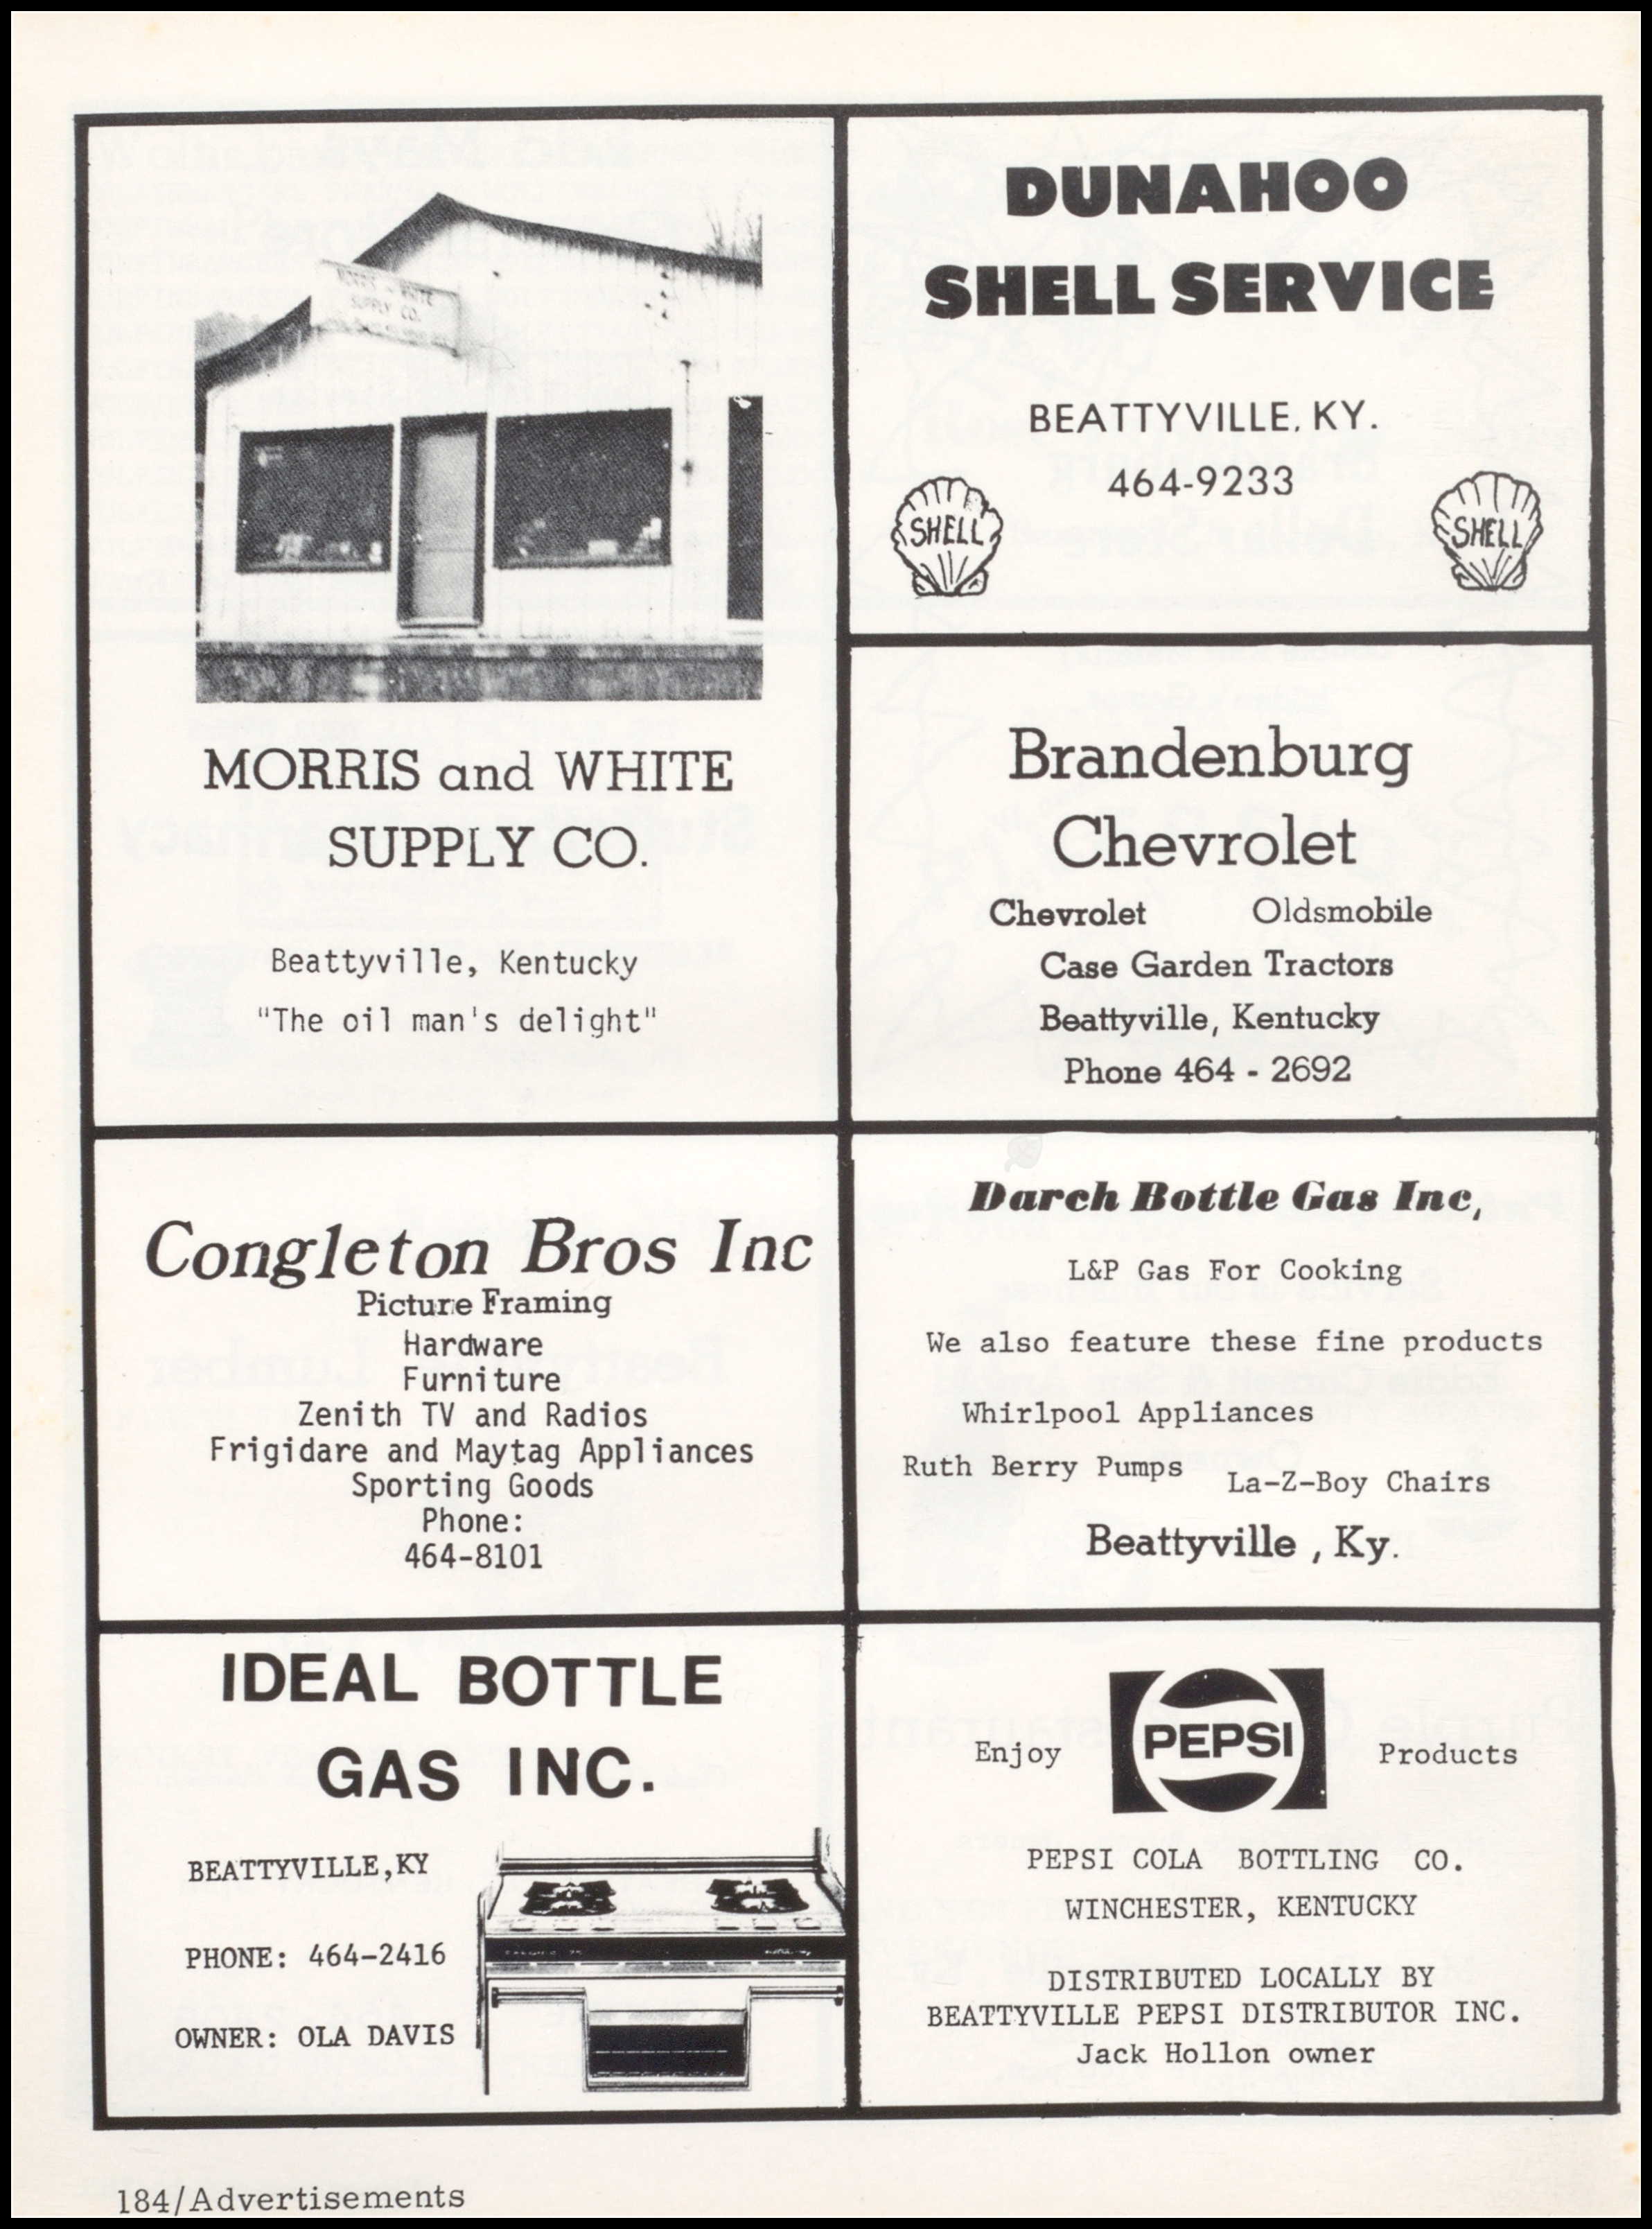 MORRIS and WHITE
SUPPLY CO.
Beattyville, Kentucky
"The oil man's delight"
DUNAHOO
SHELL SERVICE
BEATTYVILLE, KY.
464-9233
SHELL
SHELL
Brandenburg
Chevrolet
Chevrolet Oldsmobile
Case Garden Tractors
Beattyville, Kentucky
Phone 464 - 2692
Congleton Bros Inc
Picture Framing
Hardware
Furniture
Zenith TV and Radios
Frigidare and Maytag Appliances
Sporting Goods
Phone:
464-8101
Darch Bottle Gas Inc,
L&P Gas For Cooking
We also feature these fine products
Whirlpool Appliances
Ruth Berry Pumps La-Z-Boy Chairs
Beattyville , Ky.
IDEAL BOTTLE
GAS INC.
BEATTYVILLE,KY
PHONE: 464-2416
OWNER: OLA DAVIS
Enjoy PEPSI Products
PEPSI COLA BOTTLING CO.
WINCHESTER, KENTUCKY
DISTRIBUTED LOCALLY BY
BEATTYVILLE PEPSI DISTRIBUTOR INC.
Jack Hollon owner
184/Advertisements